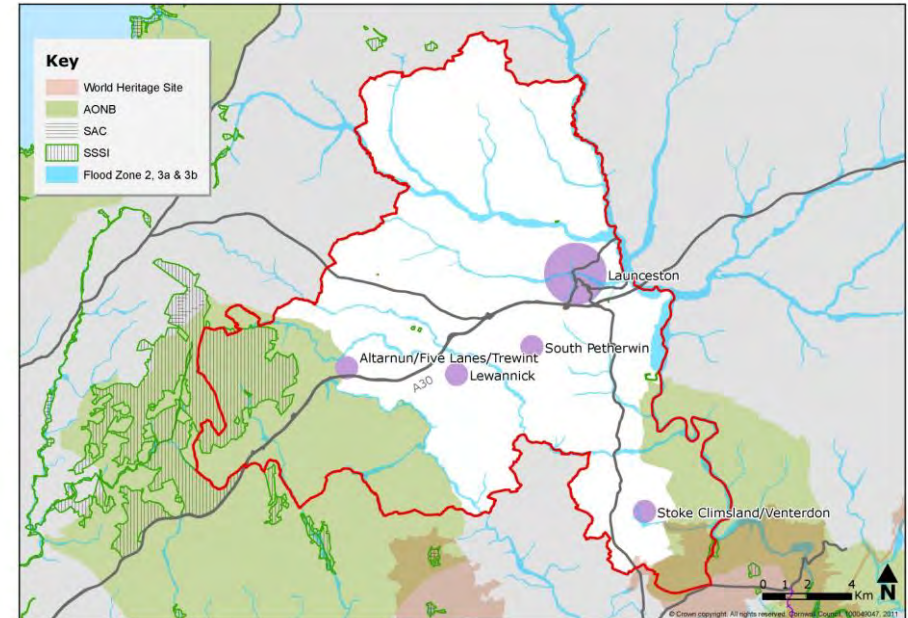 Key
World Heritage Site
AONB
SAC
SSSI
Flood Zone 2, 3a & 3b
Launceston
South Petherwin
Altarnun/Five Lanes/Trewint
Lewannick
A30
Stoke Climsland/Venterdon
0 1 2 4
Km
N
© Crown copyright. All rights reserved. Cornwall Council, 100049047, 2011